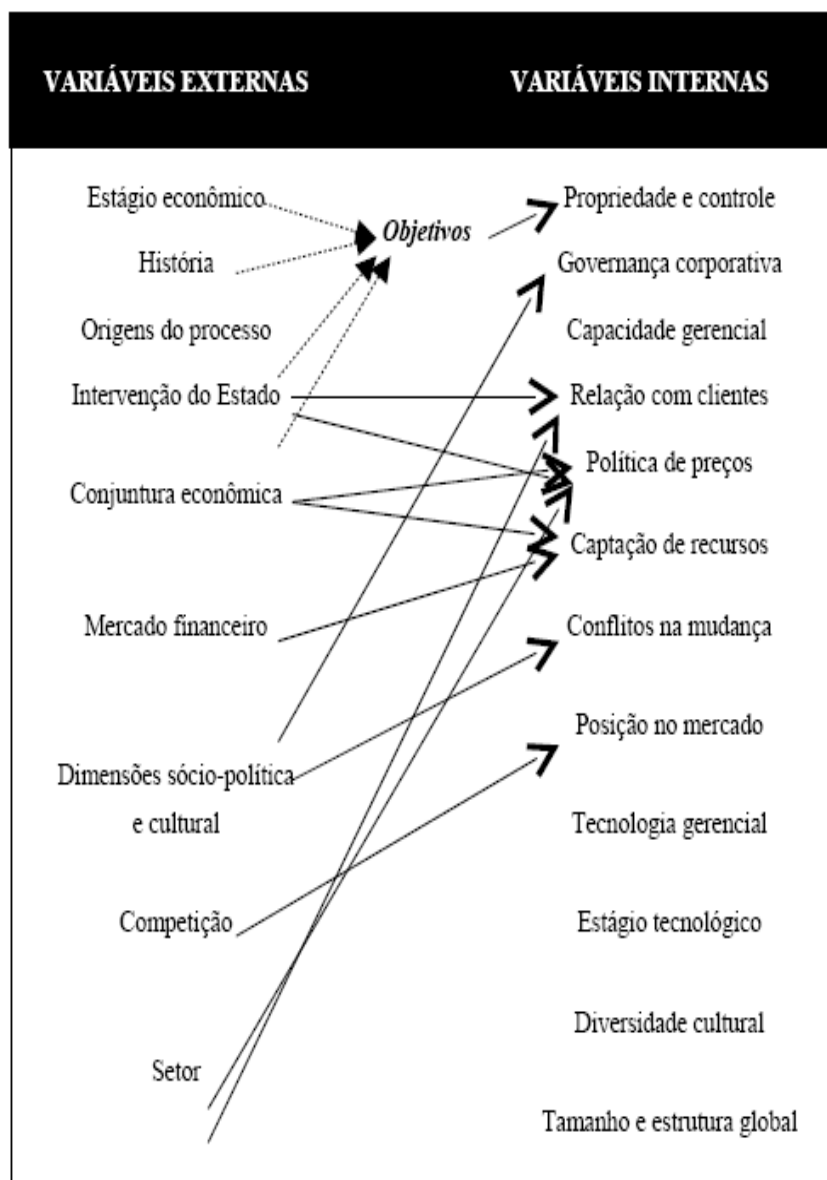 VARIÁVEIS EXTERNAS
VARIÁVEIS INTERNAS
Estágio econômico
Objetivos
Propriedade e controle
História
Governança corporativa
Origens do processo
Capacidade gerencial
Intervenção do Estado
Relação com clientes
Política de preços
Conjuntura econômica
Captação de recursos
Mercado financeiro
Conflitos na mudança
Posição no mercado
Dimensões sócio-política
e cultural
Tecnologia gerencial
Competição
Estágio tecnológico
Diversidade cultural
Setor
Tamanho e estrutura global